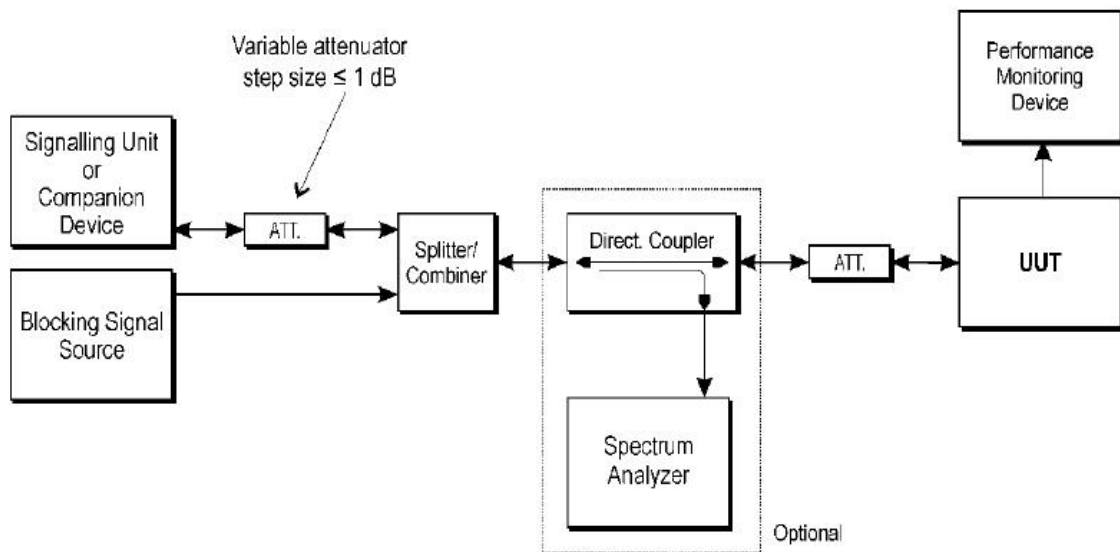 Variable attenuator
step size ≤ 1 dB
Performance
Monitoring
Device
Signalling Unit
or
Companion
Device
ATT.
Splitter/
Combiner
Direct. Coupler
ATT.
UUT
Blocking Signal
Source
Spectrum
Analyzer
Optional